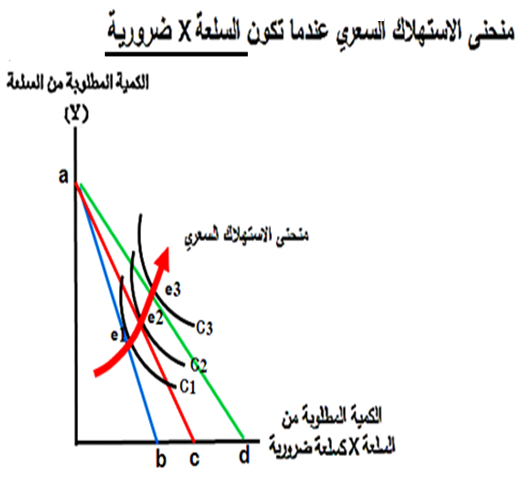 منحنى الاستهلاك السعري عندما تكون السلعة X ضرورية
الكمية المطلوبة من السلعة
(Y)
a
منحنى الاستهلاك السعري
e3
e2
e1
C3
C2
C1
الكمية المطلوبة من
السلعة X كسلعة ضرورية
b c d